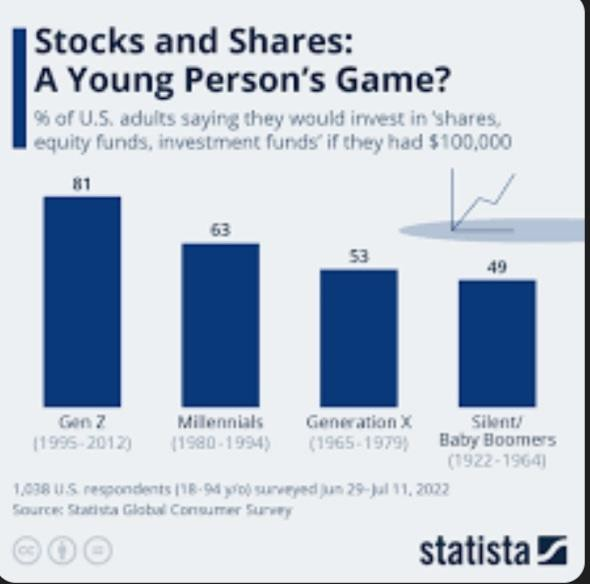 Stocks and Shares:
A Young Person's Game?
% of U.S. adults saying they would invest in 'shares,
equity funds, investment funds' if they had $100,000
81
63
53
49
Gen Z
(1995-2012)
Millennials
(1980-1994)
Generation X
(1965-1979)
Silent/
Baby Boomers
(1922-1964)
1,038 U.S. respondents (18-94 y/o) surveyed Jun 29-Jul 11, 2022
Source: Statista Global Consumer Survey
cc
statista